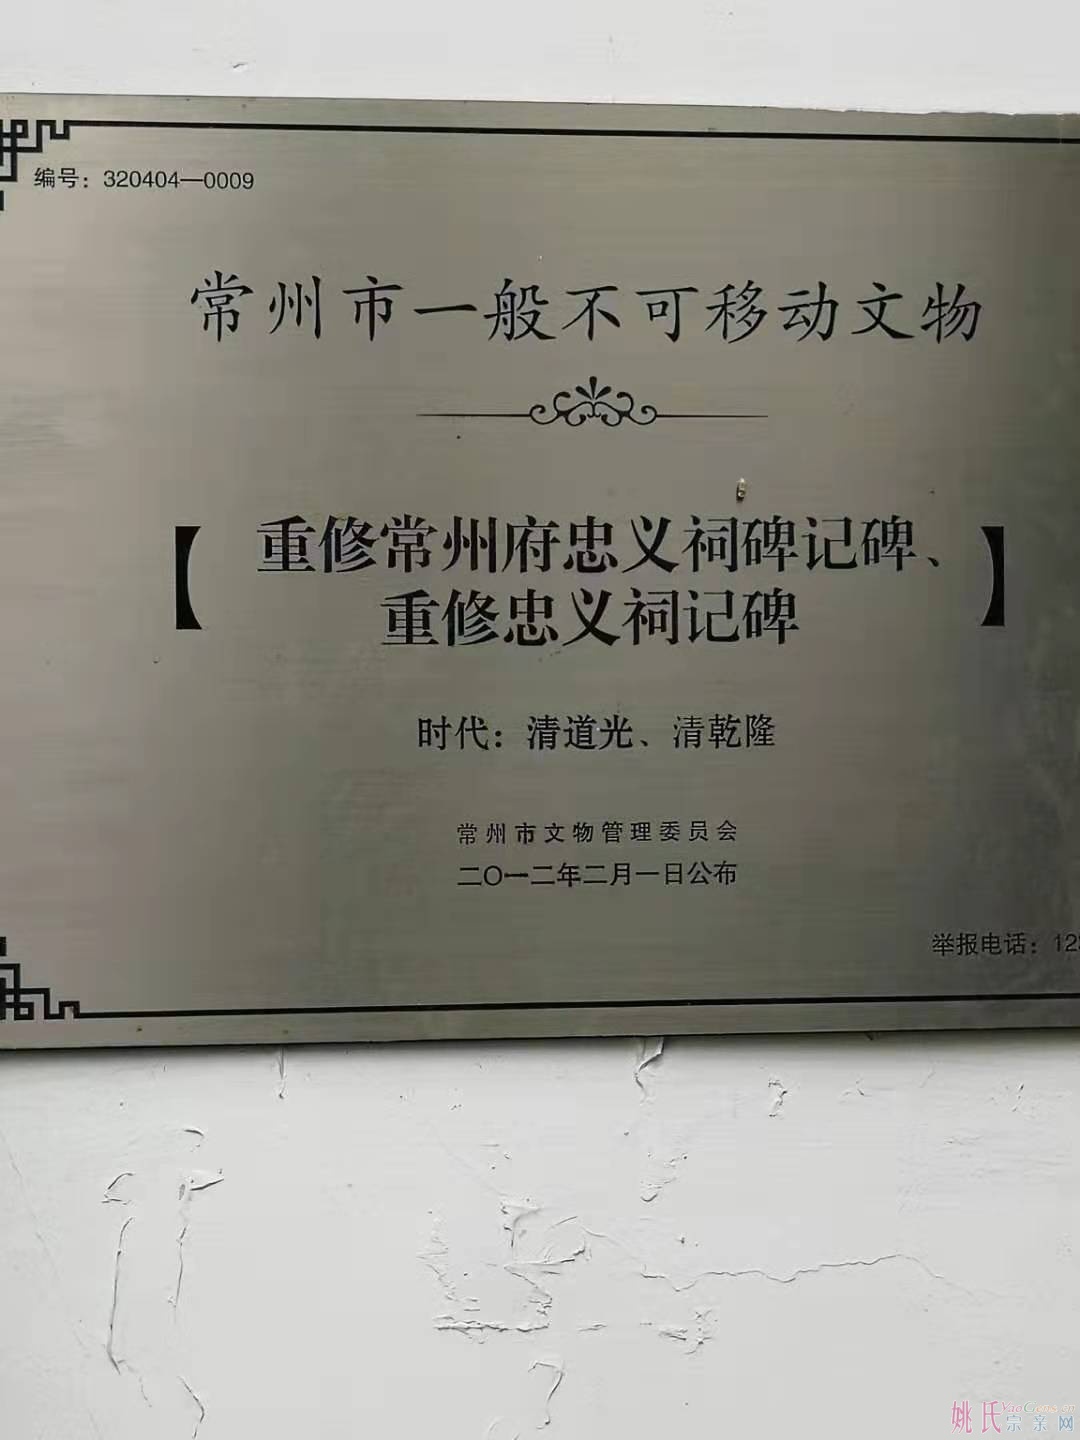 编号：320404—0009
常州市一般不可移动文物
【重修常州府忠义祠碑记碑、
重修忠义祠记碑】
时代：清道光、清乾隆
常州市文物管理委员会
二〇一二年二月一日公布
举报电话：123
姚氏宗亲网
YaoGens.cn